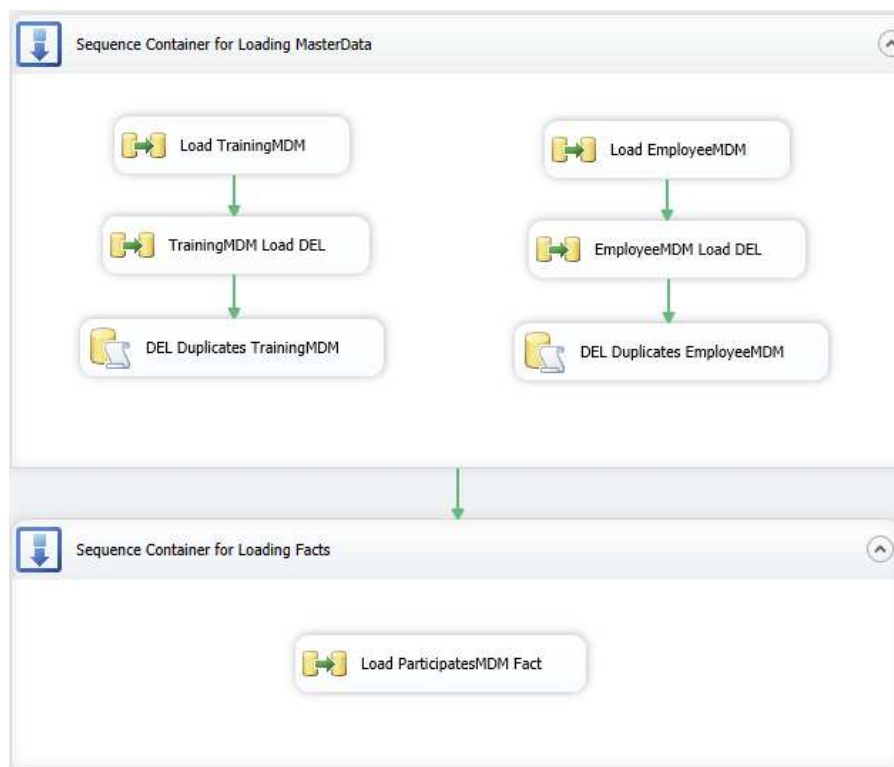 Sequence Container for Loading MasterData
Load TrainingMDM
Load EmployeeMDM
TrainingMDM Load DEL
EmployeeMDM Load DEL
DEL Duplicates TrainingMDM
DEL Duplicates EmployeeMDM
Sequence Container for Loading Facts
Load ParticipatesMDM Fact